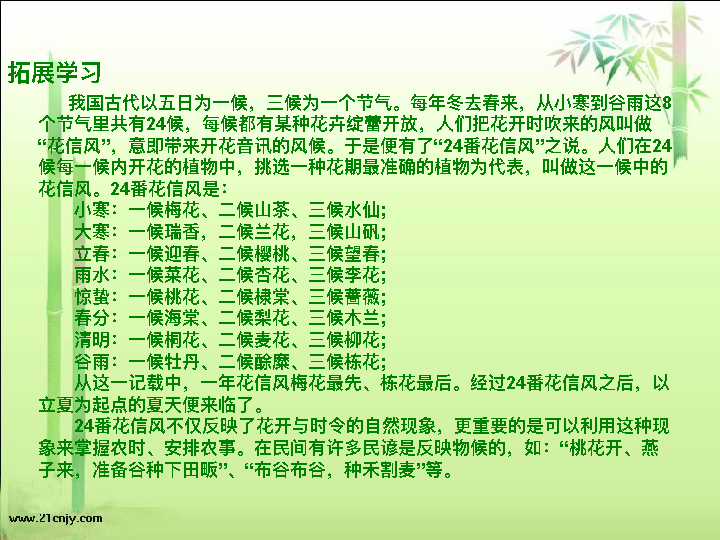 拓展学习
我国古代以五日为一候，三候为一个节气。每年冬去春来，从小寒到谷雨这8
个节气里共有24候，每候都有某种花卉绽蕾开放，人们把花开时吹来的风叫做
“花信风”，意即带来开花音讯的风候。于是便有了“24番花信风”之说。人们在24
候每一候内开花的植物中，挑选一种花期最准确的植物为代表，叫做这一候中的
花信风。24番花信风是：
小寒：一候梅花、二候山茶、三候水仙；
大寒：一候瑞香，二候兰花，三候山矾；
立春：一候迎春、二候樱桃、三候望春；
雨水：一候菜花、二候杏花、三候李花；
惊蛰：一候桃花、二候棣棠、三候蔷薇；
春分：一候海棠、二候梨花、三候木兰；
清明：一候桐花、二候麦花、三候柳花；
谷雨：一候牡丹、二候酴糜、三候栋花；
从这一记载中，一年花信风梅花最先、栋花最后。经过24番花信风之后，以
立夏为起点的夏天便来临了。
24番花信风不仅反映了花开与时令的自然现象，更重要的是可以利用这种现
象来掌握农时、安排农事。在民间有许多民谚是反映物候的，如：“桃花开、燕
子来，准备谷种下田畈”、“布谷布谷，种禾割麦”等。
www.21cnjy.com